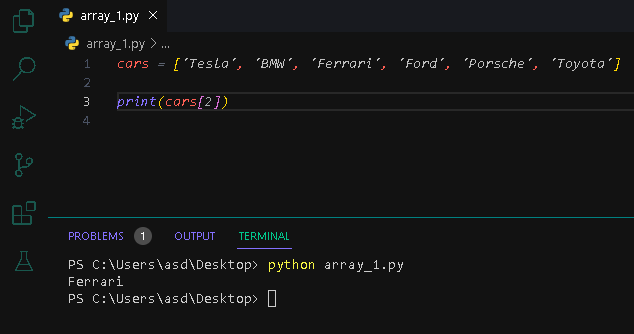 array_1.py ×
array_1.py > ...
1 cars = ['Tesla', 'BMW', 'Ferrari', 'Ford', 'Porsche', 'Toyota']
2
3 print(cars[2])
4
PROBLEMS 1 OUTPUT TERMINAL
PS C:\Users\asd\Desktop> python array_1.py
Ferrari
PS C:\Users\asd\Desktop>